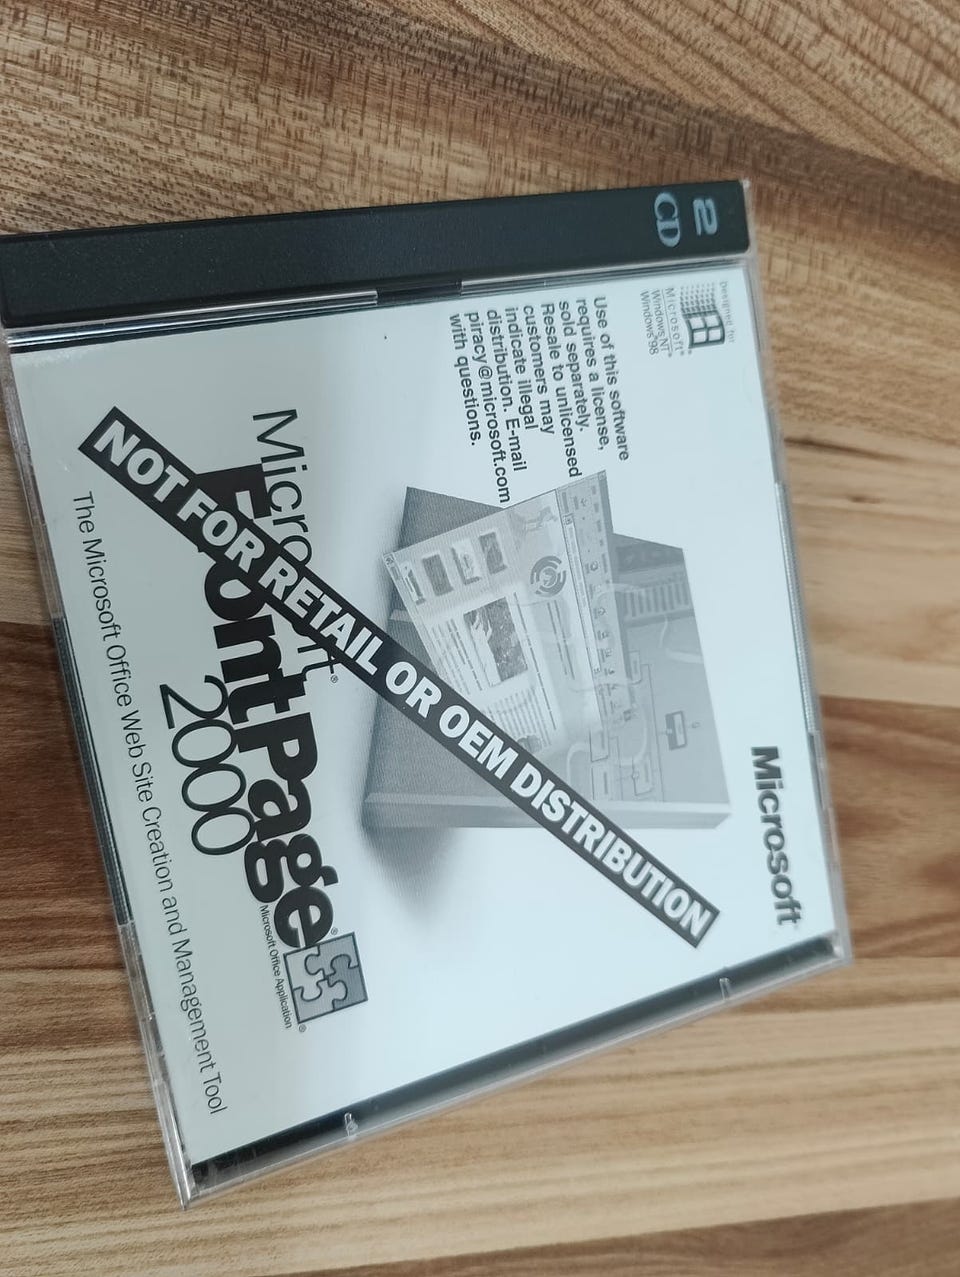 2
CD
Designed for
Microsoft®
Windows NT®
Windows®98
Microsoft
Use of this software
requires a license,
sold separately.
Resale to unlicensed
customers may
indicate illegal
distribution. E-mail
piracy@microsoft.com
with questions.
NOT FOR RETAIL OR OEM DISTRIBUTION
Microsoft®
FrontPage®
2000
Microsoft Office Application®
The Microsoft Office Web Site Creation and Management Tool